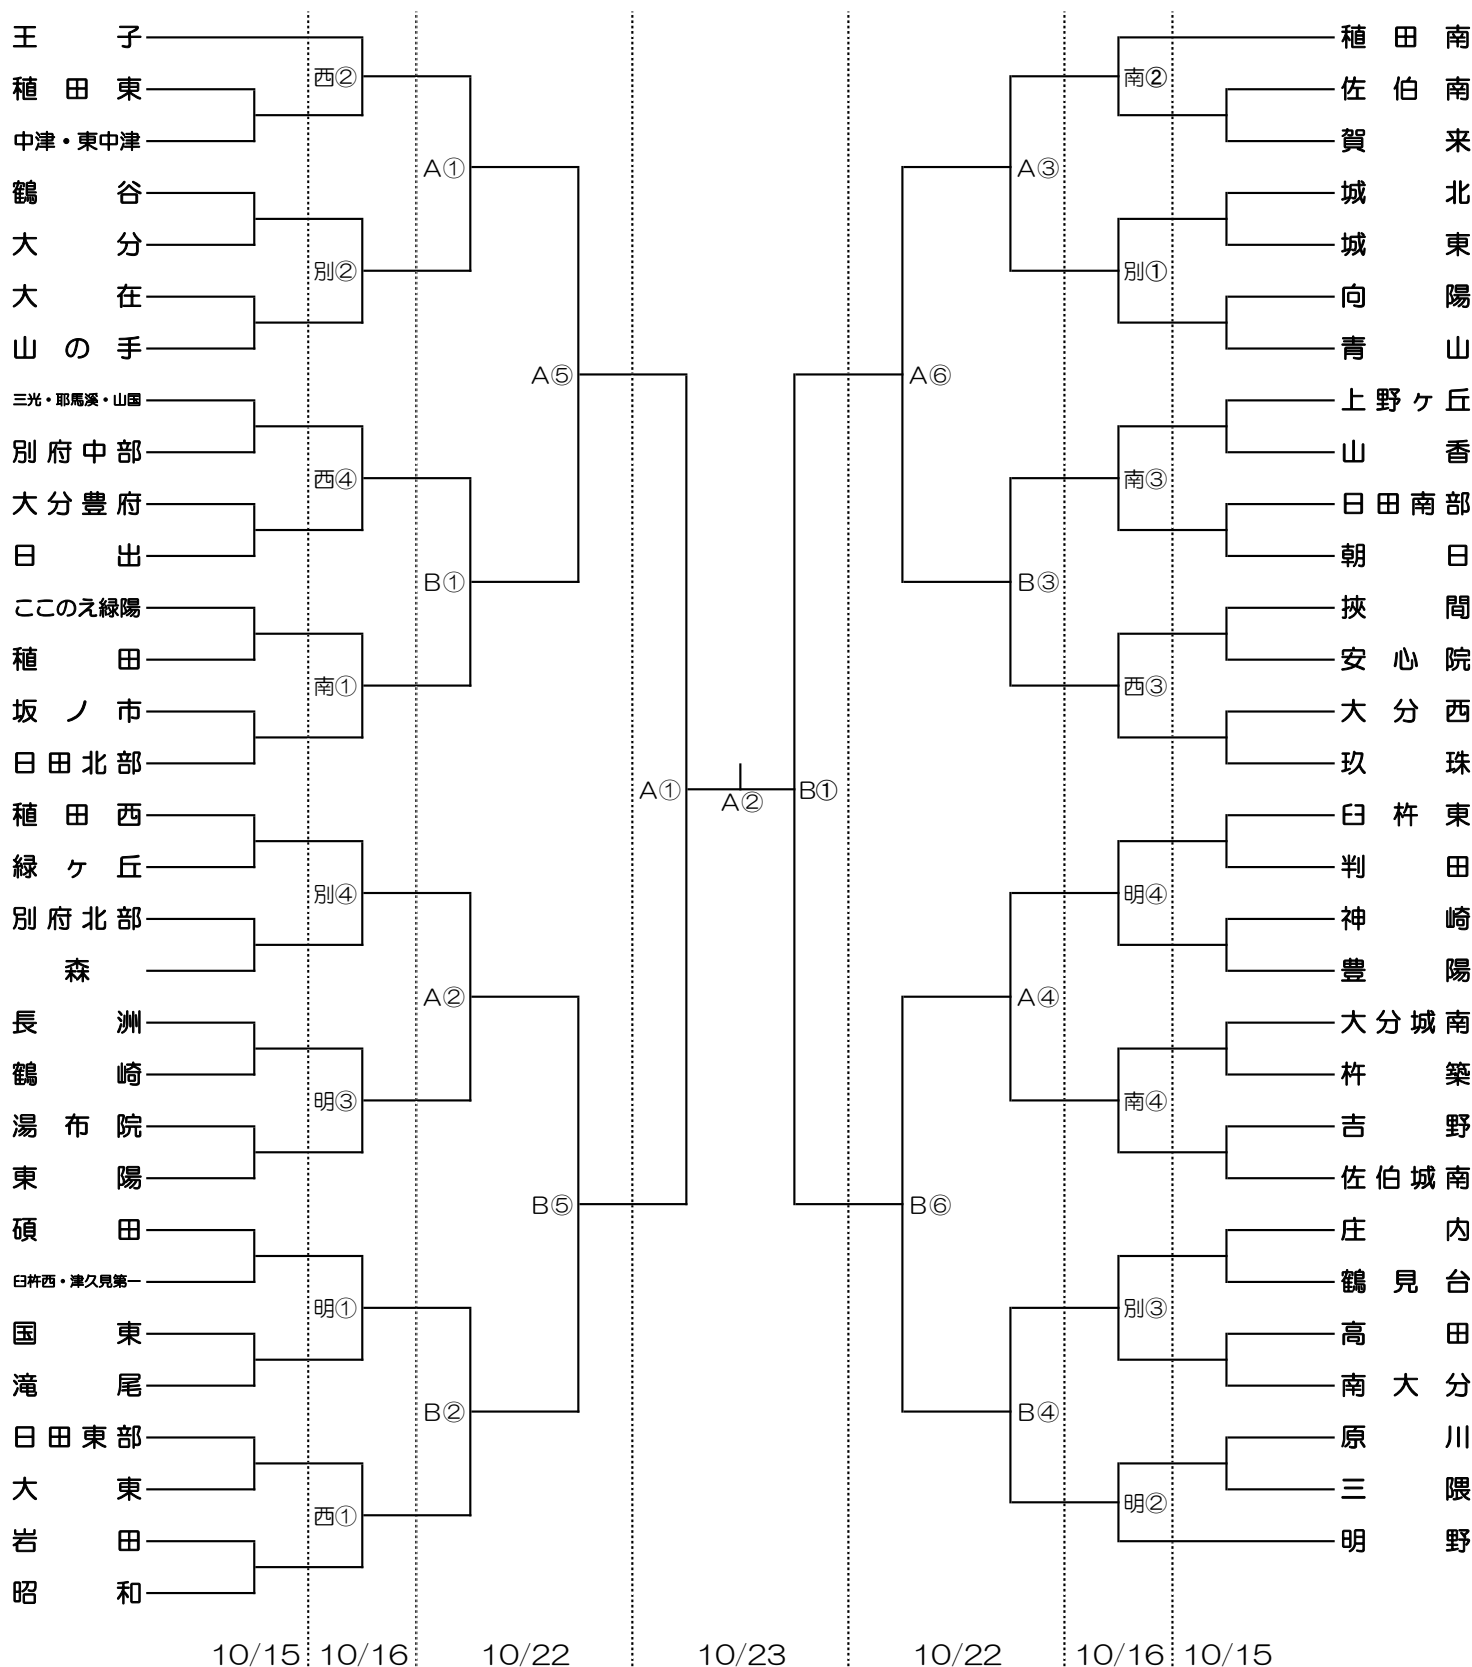 王子
稙田東
中津・東中津
鶴谷
大分
大在
山の手
三光・耶馬溪・山国
別府中部
大分豊府
日出
ここのえ緑陽
稙田
坂ノ市
日田北部
稙田西
緑ヶ丘
別府北部
森
長洲
鶴崎
湯布院
東陽
碩田
臼杵西・津久見第一
国東
滝尾
日田東部
大東
岩田
昭和
西②
別②
西④
南①
別④
明③
明①
西①
A①
B①
A②
B②
A⑤
B⑤
A①
A②
B①
A⑥
B⑥
A③
B③
A④
B④
南②
別①
南③
西③
明④
南④
別③
明②
稙田南
佐伯南
賀来
城北
城東
向陽
青山
上野ヶ丘
山香
日田南部
朝日
挾間
安心院
大分西
玖珠
臼杵東
判田
神崎
豊陽
大分城南
杵築
吉野
佐伯城南
庄内
鶴見台
高田
南大分
原川
三隈
明野
10/15 10/16 10/22 10/23 10/22 10/16 10/15